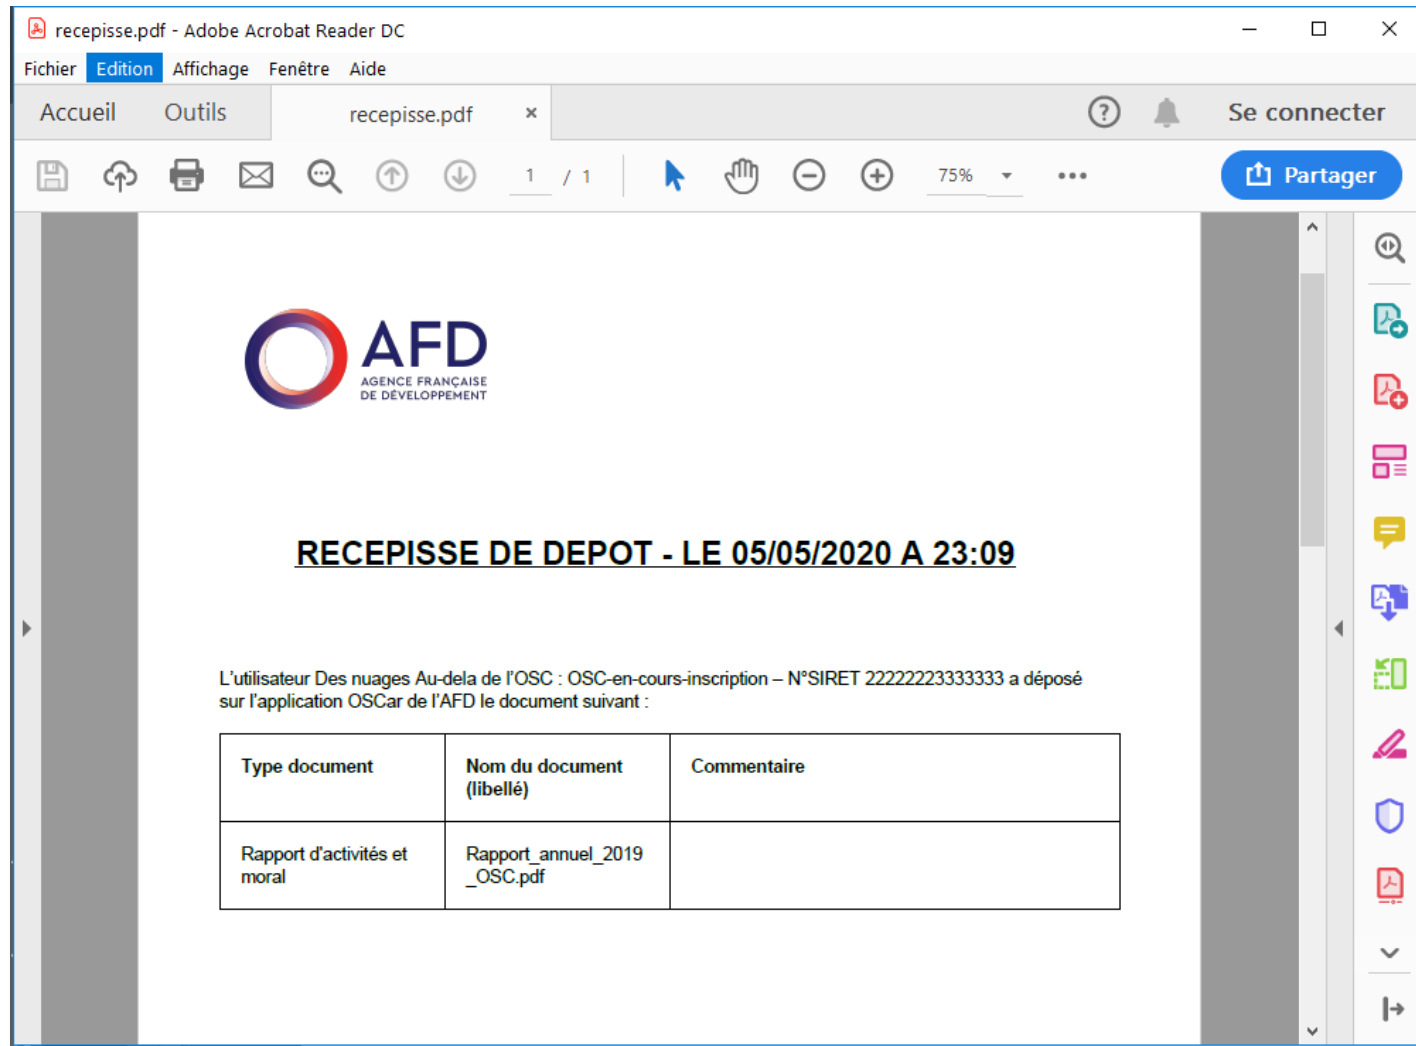 recepisse.pdf - Adobe Acrobat Reader DC
Fichier Edition Affichage Fenêtre Aide
Accueil Outils recepisse.pdf × ? Se connecter
1 / 1 75% Partager
AFD
AGENCE FRANÇAISE
DE DÉVELOPPEMENT
RECEPISSE DE DEPOT - LE 05/05/2020 A 23:09
L'utilisateur Des nuages Au-dela de l'OSC : OSC-en-cours-inscription – N°SIRET 22222223333333 a déposé
sur l'application OSCar de l'AFD le document suivant :
Type document Nom du document Commentaire
(libellé)
Rapport d'activités et Rapport_annuel_2019
moral _OSC.pdf